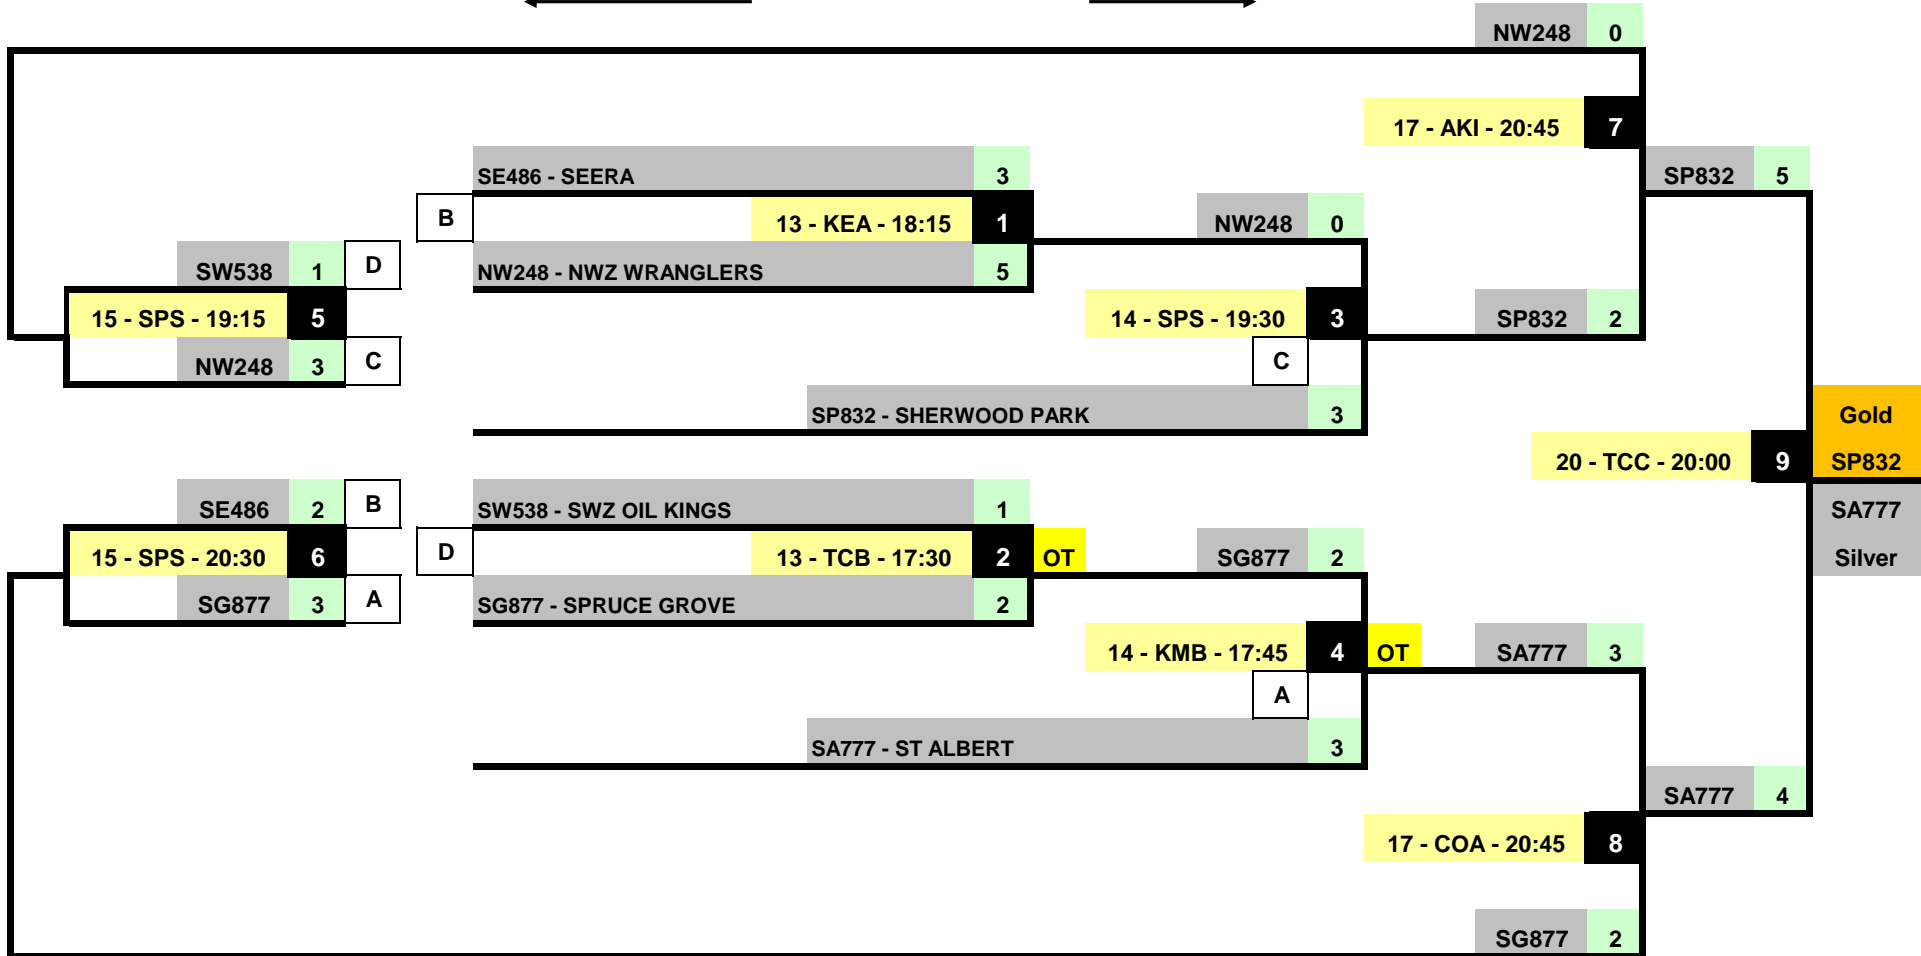 NW248 0
17 - AKI - 20:45 7
SE486 - SEERA 3
SP832 5
B 13 - KEA - 18:15 1
NW248 0
SW538 1 D
NW248 - NWZ WRANGLERS 5
15 - SPS - 19:15 5
14 - SPS - 19:30 3
SP832 2
NW248 3 C
C
SP832 - SHERWOOD PARK 3
Gold
20 - TCC - 20:00 9
SP832
SE486 2 B
SW538 - SWZ OIL KINGS 1
SA777
15 - SPS - 20:30 6
D 13 - TCB - 17:30 2 OT
SG877 2
Silver
SG877 3 A
SG877 - SPRUCE GROVE 2
14 - KMB - 17:45 4 OT
SA777 3
A
SA777 - ST ALBERT 3
SA777 4
17 - COA - 20:45 8
SG877 2